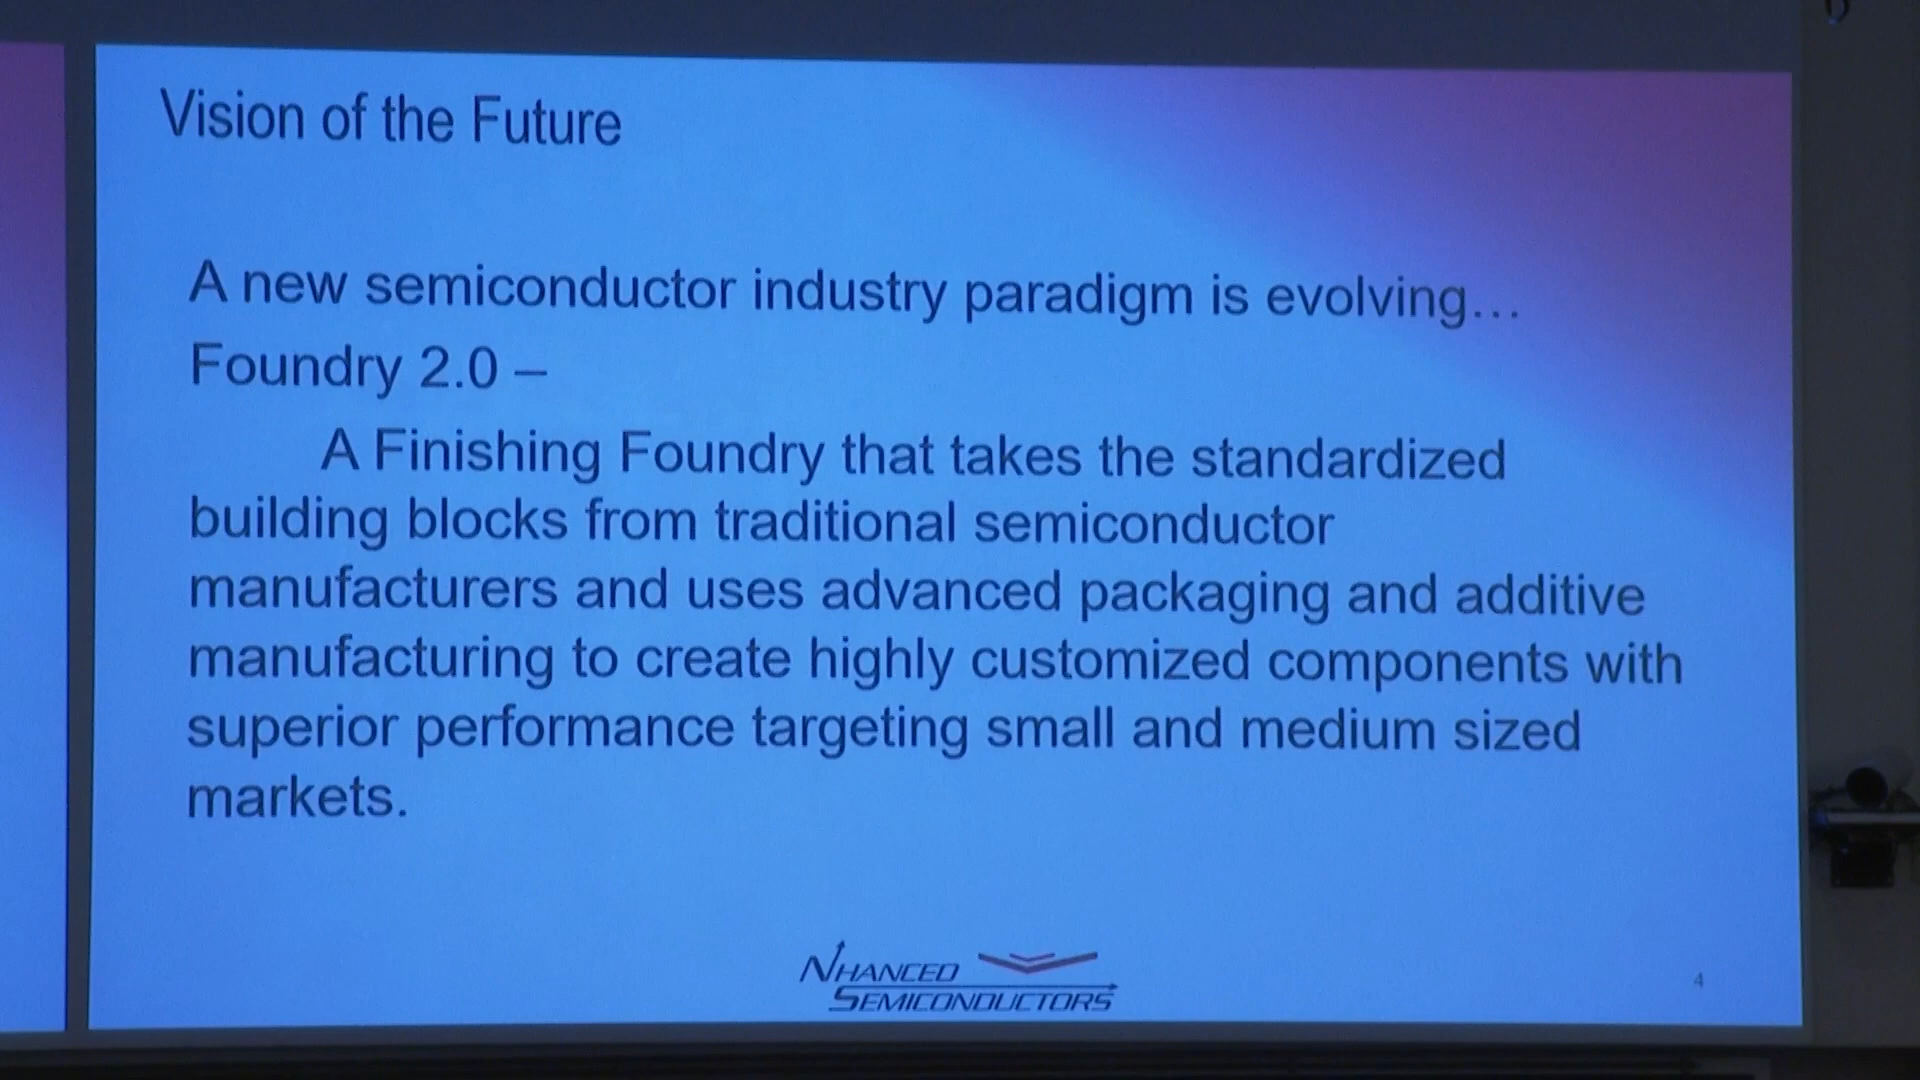 Vision of the Future
A new semiconductor industry paradigm is evolving…
Foundry 2.0 –
A Finishing Foundry that takes the standardized
building blocks from traditional semiconductor
manufacturers and uses advanced packaging and additive
manufacturing to create highly customized components with
superior performance targeting small and medium sized
markets.
NHANCED
SEMICONDUCTORS
4